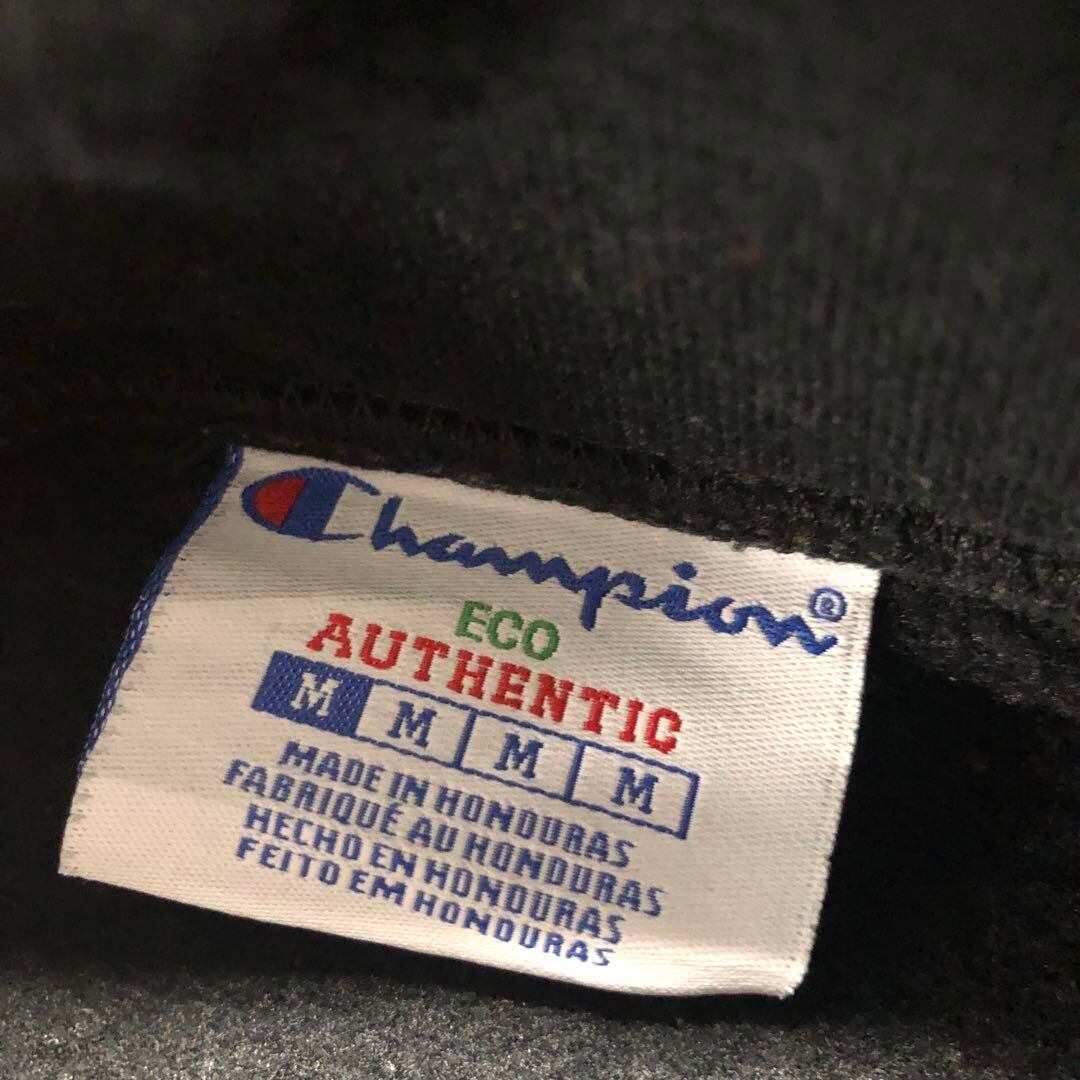 Champion®
ECO
AUTHENTIC
M M M M
MADE IN HONDURAS
FABRIQUÉ AU HONDURAS
HECHO EN HONDURAS
FEITO EM HONDURAS